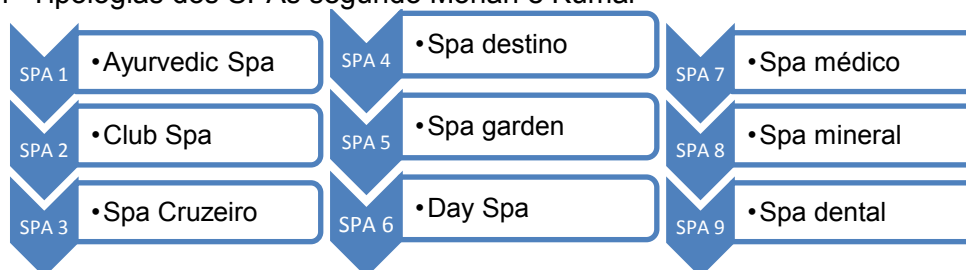 Tipologias dos SPAs segundo Mohan e Kumar
SPA 1
•Ayurvedic Spa
SPA 2
•Club Spa
SPA 3
•Spa Cruzeiro
SPA 4
•Spa destino
SPA 5
•Spa garden
SPA 6
•Day Spa
SPA 7
•Spa médico
SPA 8
•Spa mineral
SPA 9
•Spa dental